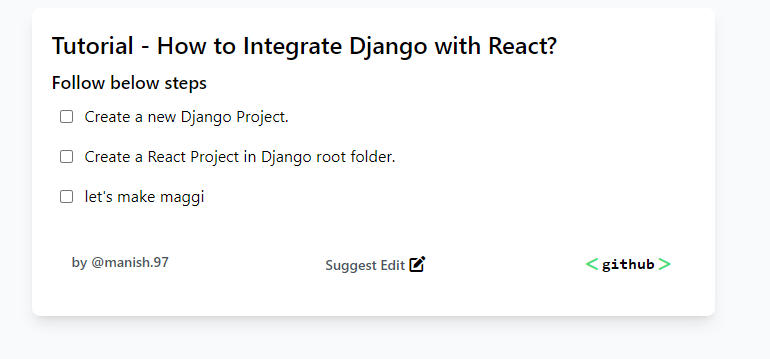 Tutorial - How to Integrate Django with React?
Follow below steps
Create a new Django Project.
Create a React Project in Django root folder.
let's make maggi
by @manish.97
Suggest Edit
<github>